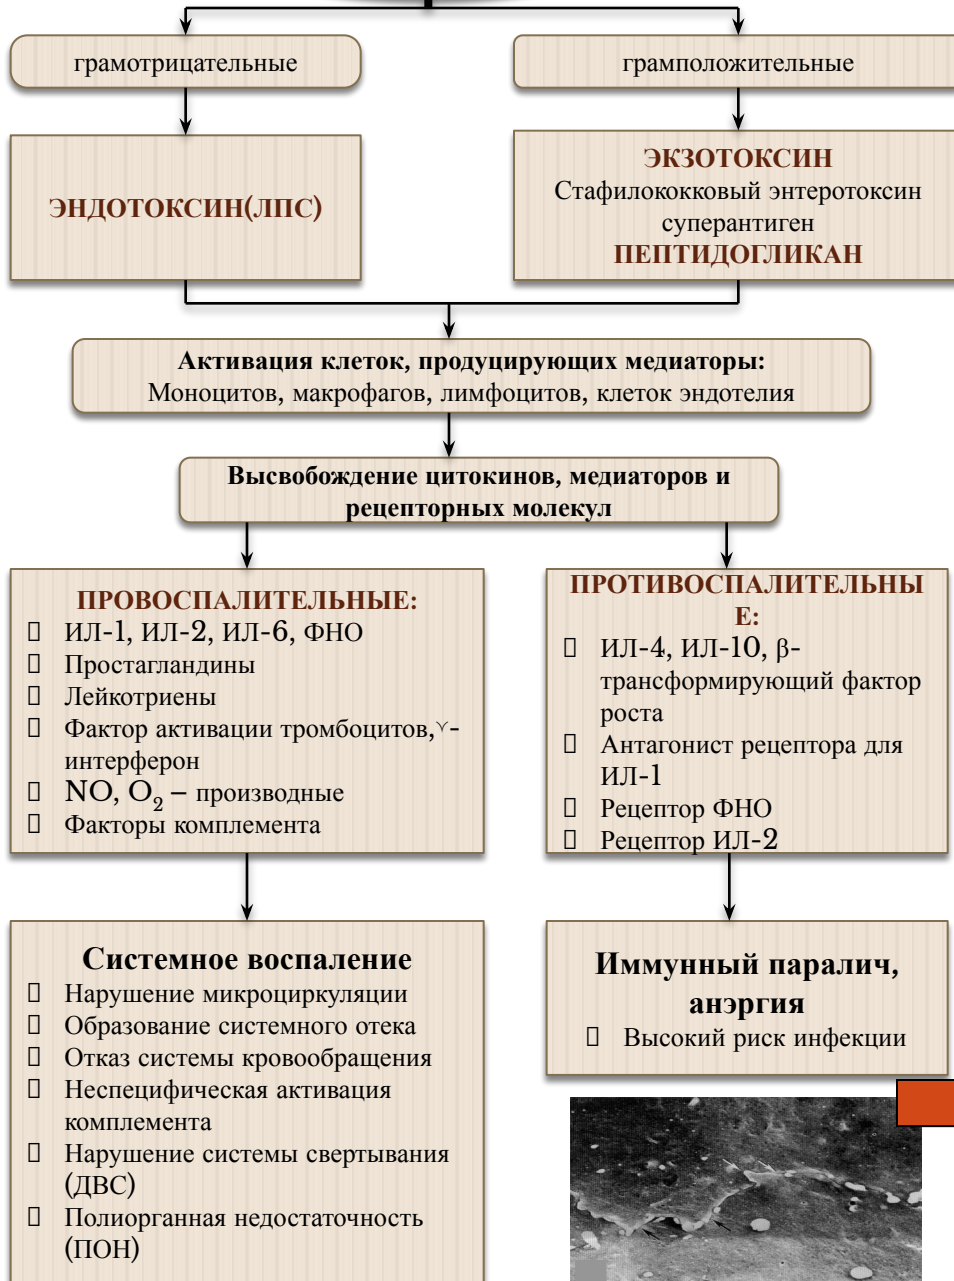 грамотрицательные
грамположительные
ЭНДОТОКСИН(ЛПС)
ЭКЗОТОКСИН
Стафилококковый энтеротоксин
суперантиген
ПЕПТИДОГЛИКАН
Активация клеток, продуцирующих медиаторы:
Моноцитов, макрофагов, лимфоцитов, клеток эндотелия
Высвобождение цитокинов, медиаторов и
рецепторных молекул
ПРОВОСПАЛИТЕЛЬНЫЕ:
ИЛ-1, ИЛ-2, ИЛ-6, ФНО
Простагландины
Лейкотриены
Фактор активации тромбоцитов,ˠ-
интерферон
NO, O₂ – производные
Факторы комплемента
ПРОТИВОСПАЛИТЕЛЬНЫ
Е:
ИЛ-4, ИЛ-10, β-
трансформирующий фактор
роста
Антагонист рецептора для
ИЛ-1
Рецептор ФНО
Рецептор ИЛ-2
Системное воспаление
Нарушение микроциркуляции
Образование системного отека
Отказ системы кровообращения
Неспецифическая активация
комплемента
Нарушение системы свертывания
(ДВС)
Полиорганная недостаточность
(ПОН)
Иммунный паралич,
анэргия
Высокий риск инфекции